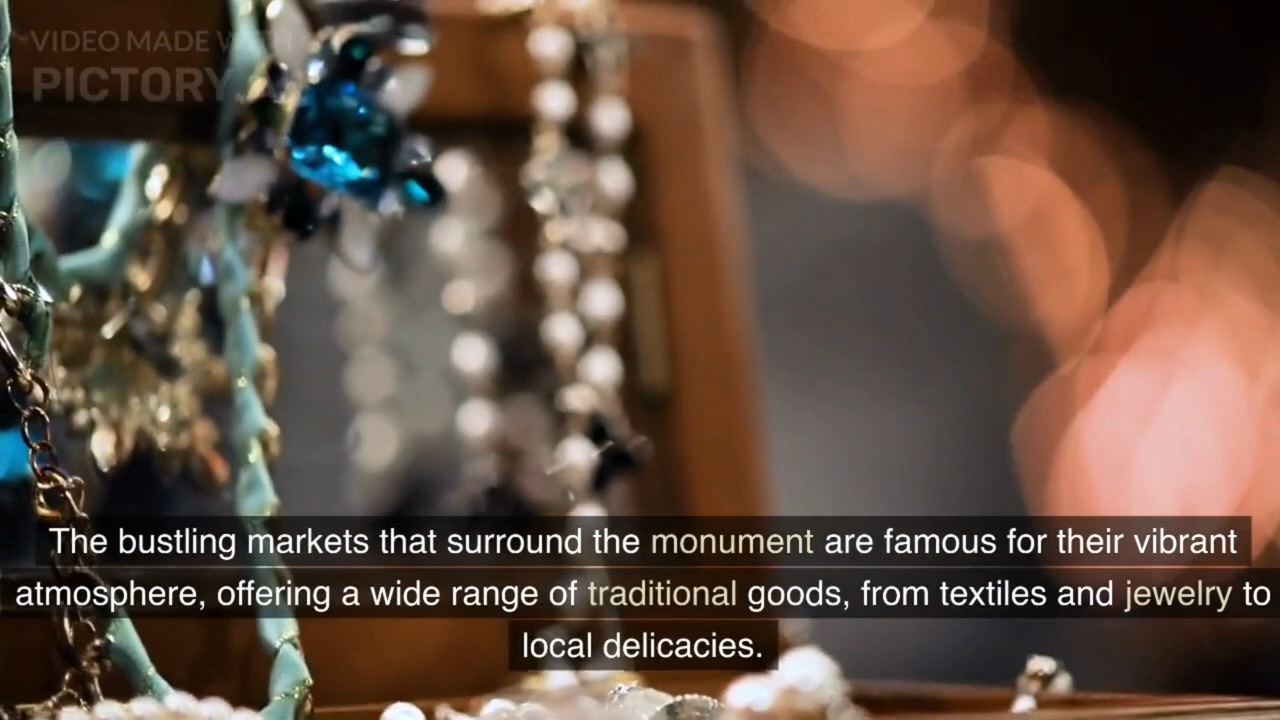 VIDEO MADE WITH
PICTORY
The bustling markets that surround the monument are famous for their vibrant
atmosphere, offering a wide range of traditional goods, from textiles and jewelry to
local delicacies.